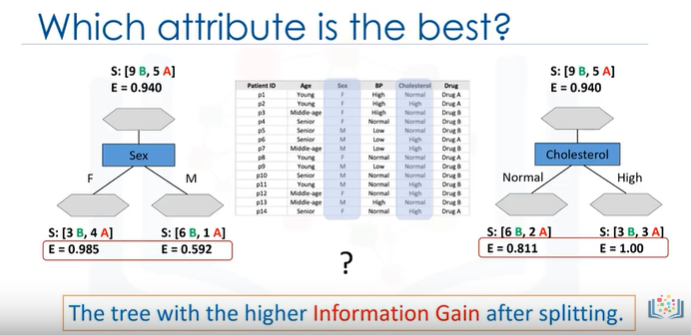 Which attribute is the best?
S: [9 B, 5 A]
E = 0.940
Sex
F
M
S: [3 B, 4 A]
E = 0.985
S: [6 B, 1 A]
E = 0.592
Patient ID Age Sex BP Cholesterol Drug
p1 Young F High Normal Drug A
p2 Young F High High Drug A
p3 Middle-age F High Normal Drug B
p4 Senior F Normal Normal Drug B
p5 Senior M Low Normal Drug B
p6 Senior M Low High Drug A
p7 Middle-age M Low High Drug B
p8 Young F Normal Normal Drug A
p9 Young M Low Normal Drug B
p10 Senior M Normal Normal Drug B
p11 Young M Normal High Drug B
p12 Middle-age F Normal High Drug B
p13 Middle-age M High Normal Drug B
p14 Senior F Normal High Drug A
?
S: [9 B, 5 A]
E = 0.940
Cholesterol
Normal
High
S: [6 B, 2 A]
E = 0.811
S: [3 B, 3 A]
E = 1.00
The tree with the higher Information Gain after splitting.